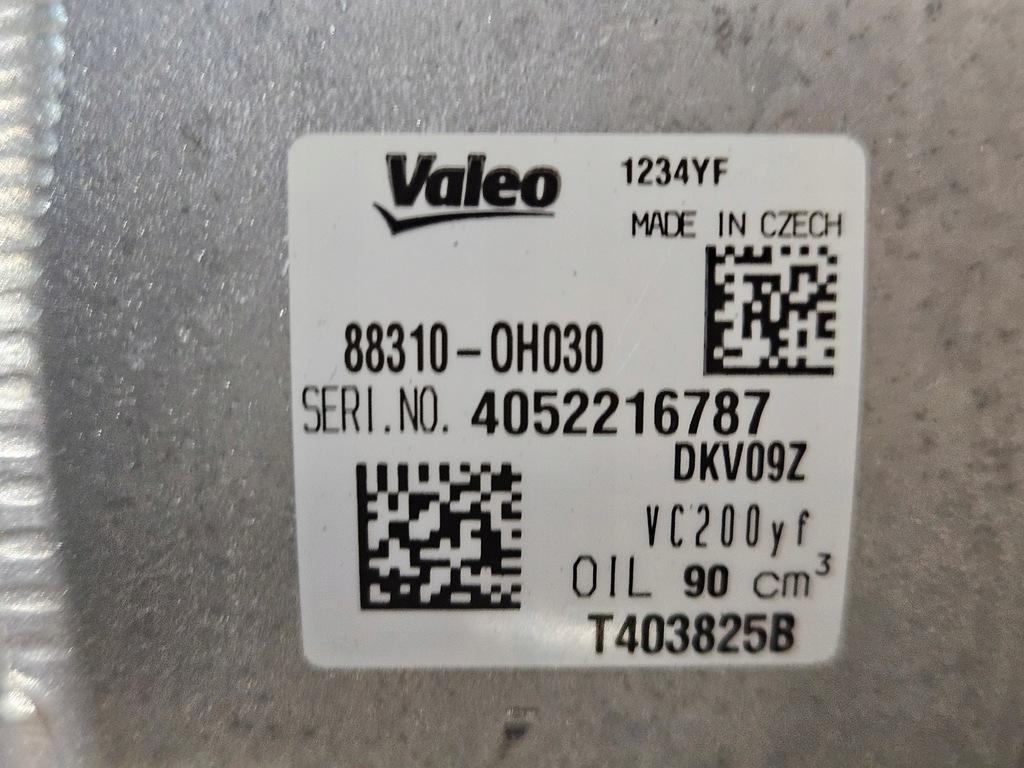 Valeo
1234YF
MADE IN CZECH
88310-0H030
SERI.NO. 4052216787
DKV09Z
VC200yf
OIL 90 cm³
T403825B